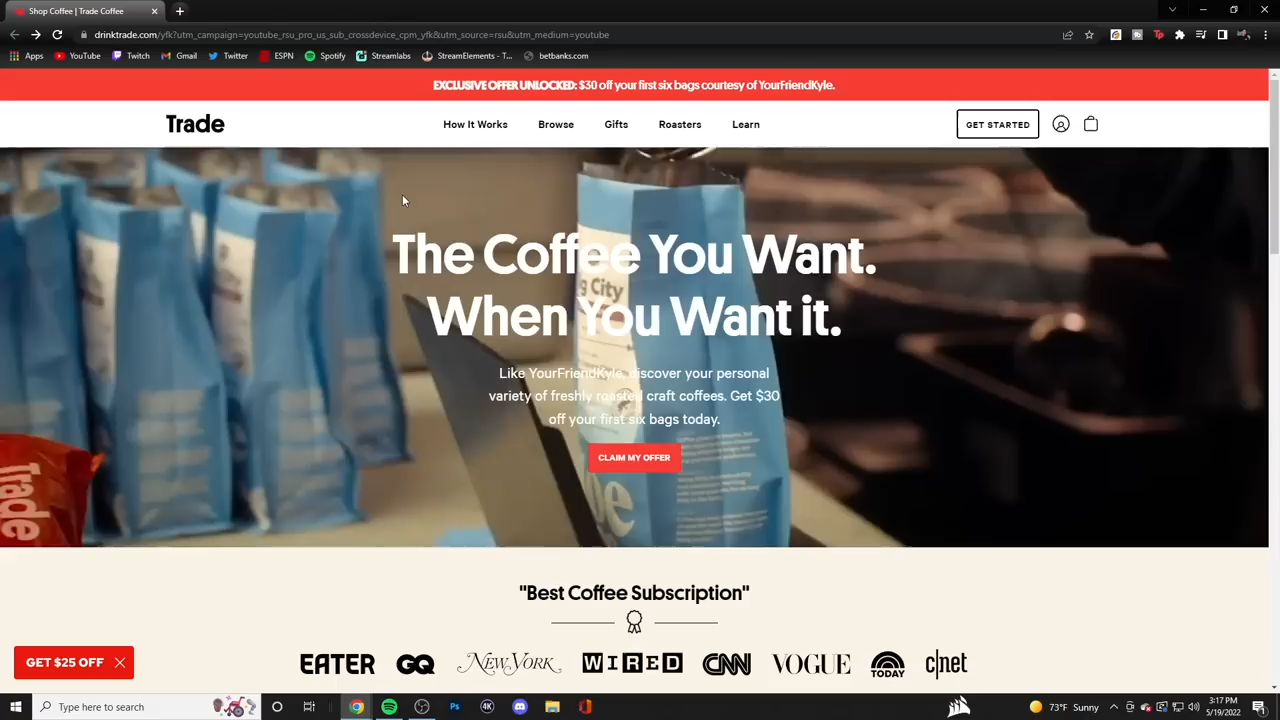 Shop Coffee | Trade Coffee
drinktrade.com/yfk?utm_campaign=youtube_rsu_pro_us_sub_crossdevice_cpm_yfk&utm_source=rsu&utm_medium=youtube
Apps YouTube Twitch Gmail Twitter ESPN Spotify Streamlabs StreamElements - T... betbanks.com
EXCLUSIVE OFFER UNLOCKED: $30 off your first six bags courtesy of YourFriendKyle.
Trade How It Works Browse Gifts Roasters Learn GET STARTED
The Coffee You Want.
When You Want it.
g City
Like YourFriendKyle, discover your personal
variety of freshly roasted craft coffees. Get $30
off your first six bags today.
CLAIM MY OFFER
Trade
"Best Coffee Subscription"
GET $25 OFF
EATER GQ NEW YORK WIRED CNN VOGUE TODAY c|net
Type here to search
73°F Sunny
3:17 PM
5/19/2022